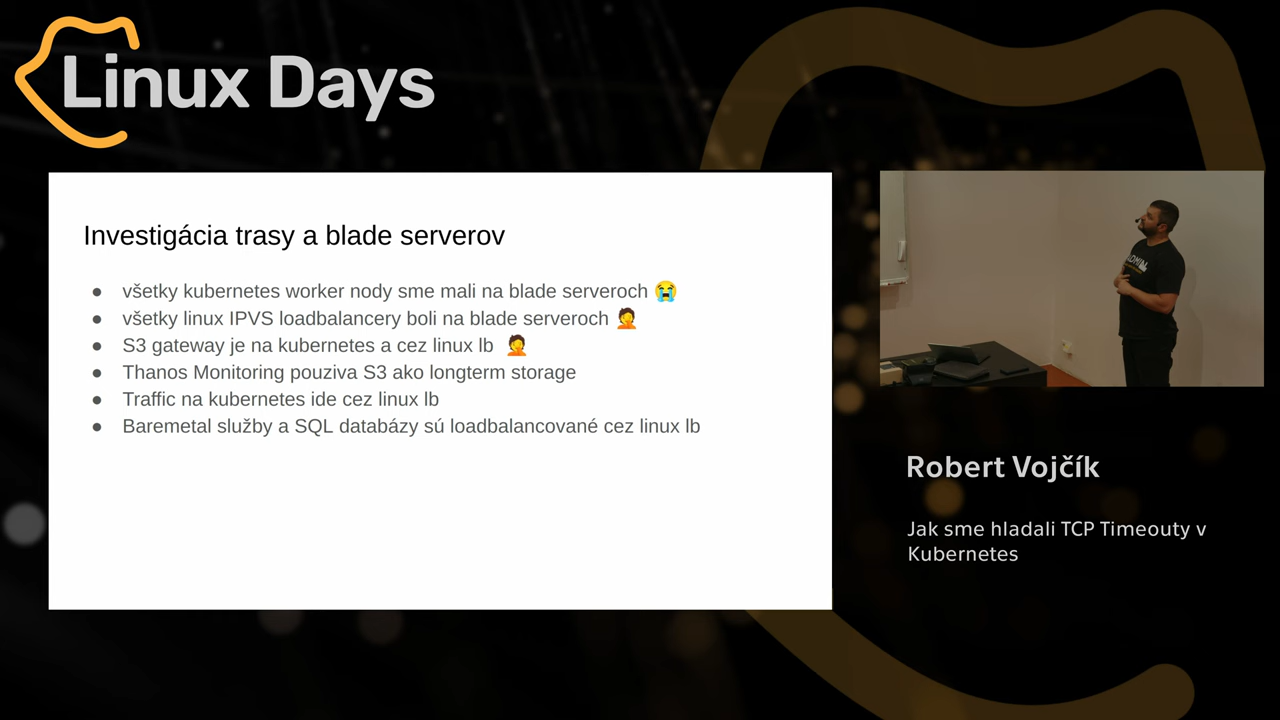 Linux Days
Investigácia trasy a blade serverov
● všetky kubernetes worker nody sme mali na blade serveroch 😭
● všetky linux IPVS loadbalancery boli na blade serveroch 🤦
● S3 gateway je na kubernetes a cez linux lb 🤦
● Thanos Monitoring pouziva S3 ako longterm storage
● Traffic na kubernetes ide cez linux lb
● Baremetal služby a SQL databázy sú loadbalancované cez linux lb
Robert Vojčík
Jak sme hladali TCP Timeouty v
Kubernetes